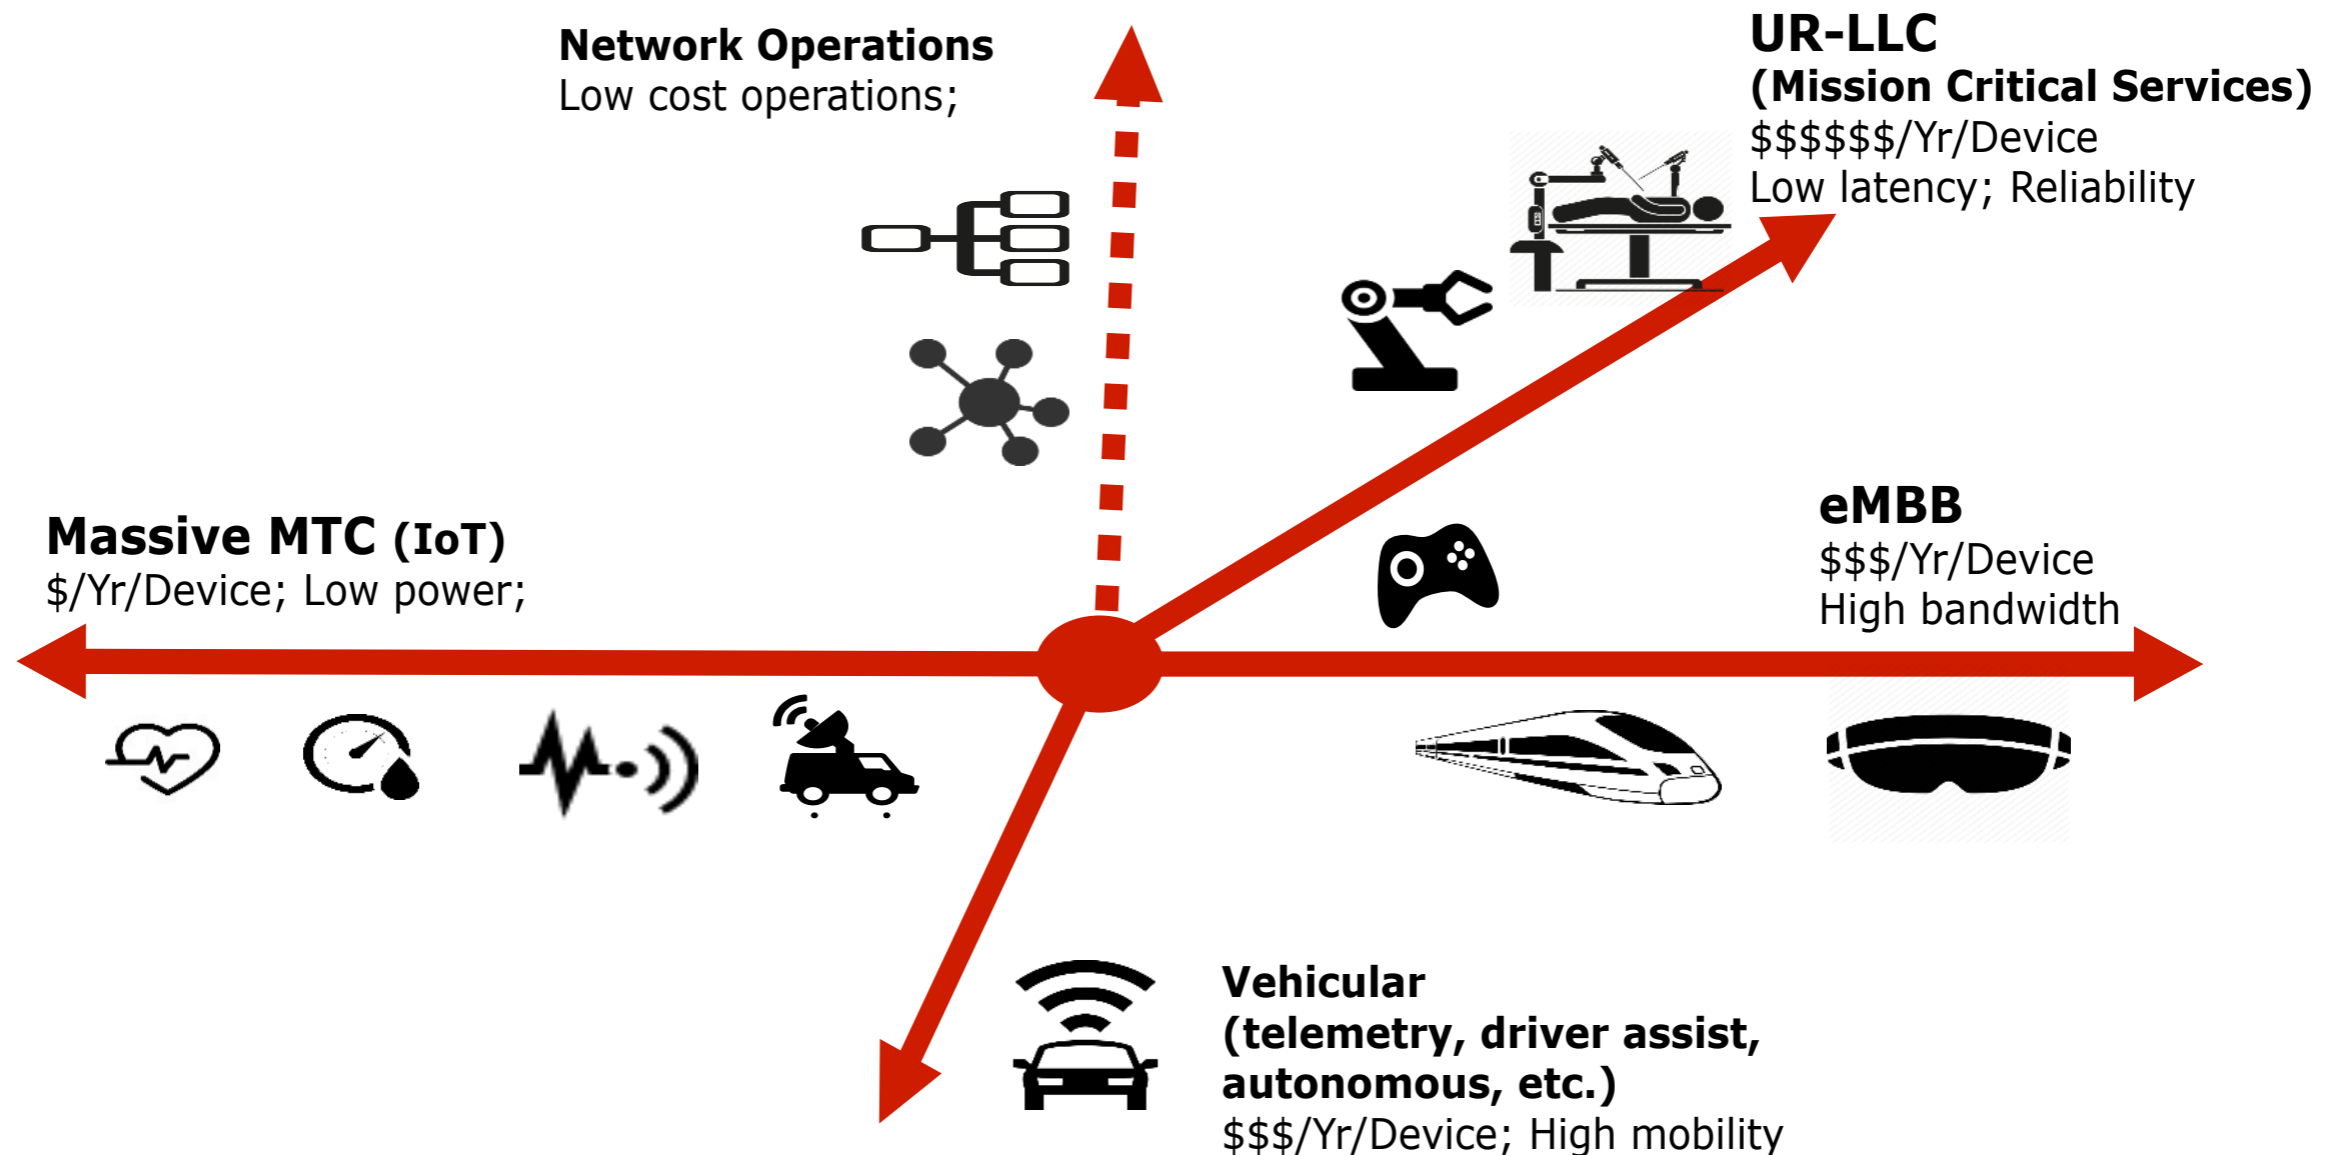 Network Operations
Low cost operations;
UR-LLC
(Mission Critical Services)
$$$$$$/Yr/Device
Low latency; Reliability
Massive MTC (IoT)
$/Yr/Device; Low power;
eMBB
$$$/Yr/Device
High bandwidth
Vehicular
(telemetry, driver assist,
autonomous, etc.)
$$$/Yr/Device; High mobility